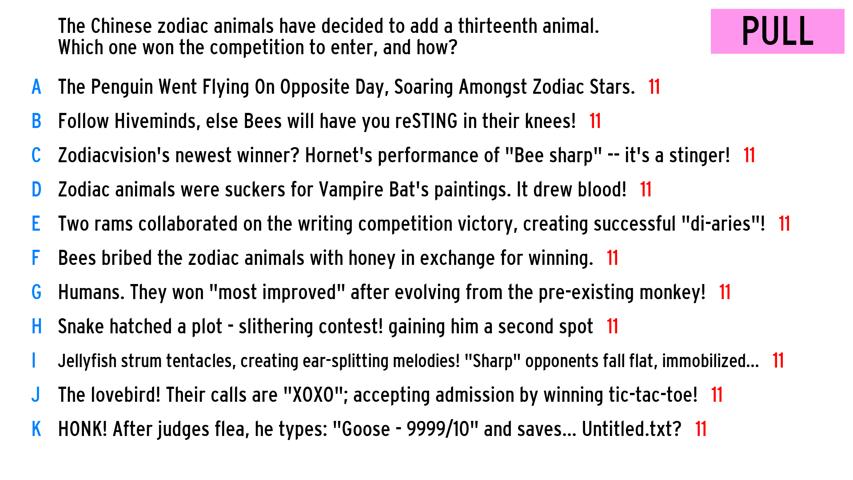 The Chinese zodiac animals have decided to add a thirteenth animal.
Which one won the competition to enter, and how?
PULL
A The Penguin Went Flying On Opposite Day, Soaring Amongst Zodiac Stars. 11
B Follow Hiveminds, else Bees will have you reSTING in their knees! 11
C Zodiacvision's newest winner? Hornet's performance of "Bee sharp" -- it's a stinger! 11
D Zodiac animals were suckers for Vampire Bat's paintings. It drew blood! 11
E Two rams collaborated on the writing competition victory, creating successful "di-aries"! 11
F Bees bribed the zodiac animals with honey in exchange for winning. 11
G Humans. They won "most improved" after evolving from the pre-existing monkey! 11
H Snake hatched a plot - slithering contest! gaining him a second spot 11
I Jellyfish strum tentacles, creating ear-splitting melodies! "Sharp" opponents fall flat, immobilized... 11
J The lovebird! Their calls are "XOXO"; accepting admission by winning tic-tac-toe! 11
K HONK! After judges flea, he types: "Goose - 9999/10" and saves... Untitled.txt? 11